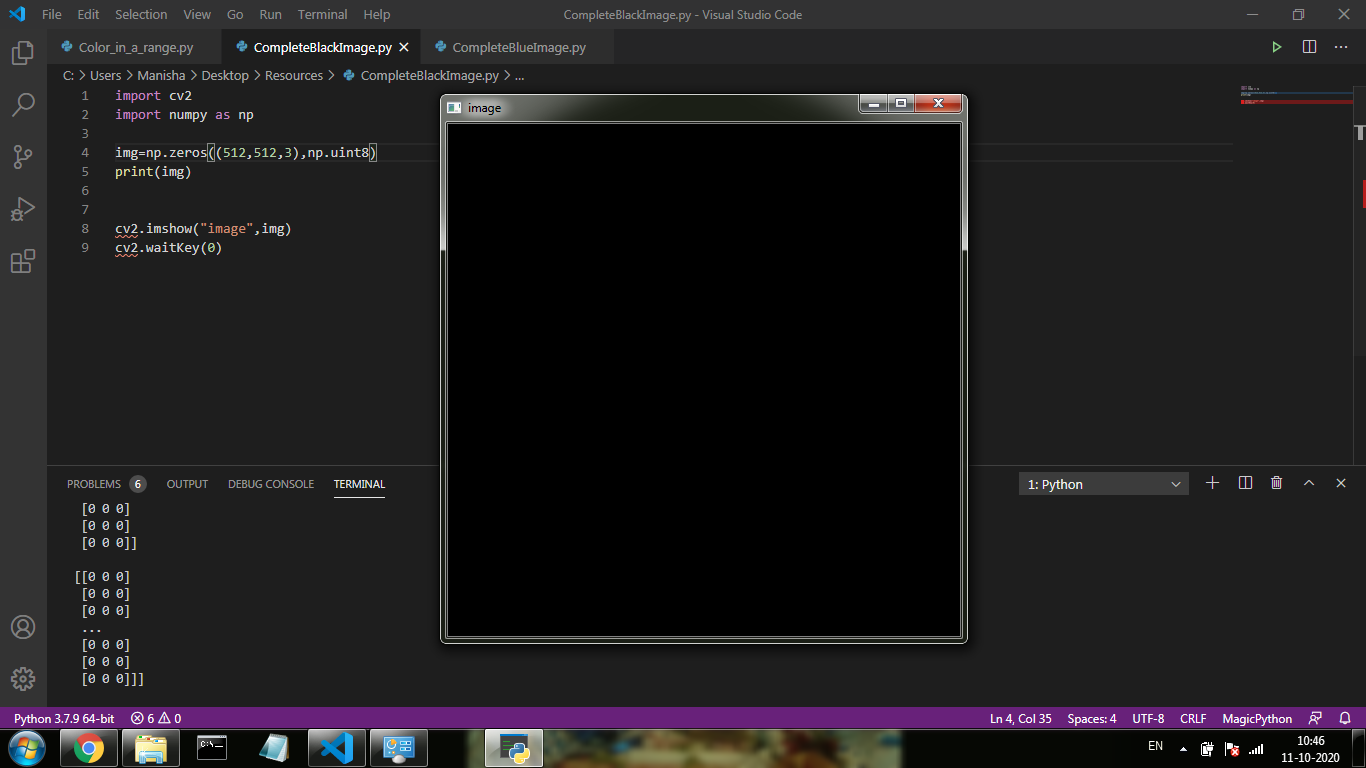 File Edit Selection View Go Run Terminal Help CompleteBlackImage.py - Visual Studio Code
Color_in_a_range.py CompleteBlackImage.py CompleteBlueImage.py
C: > Users > Manisha > Desktop > Resources > CompleteBlackImage.py > ...
1 import cv2
2 import numpy as np
3
4 img=np.zeros((512,512,3),np.uint8)
5 print(img)
6
7
8 cv2.imshow("image",img)
9 cv2.waitKey(0)
image
PROBLEMS 6 OUTPUT DEBUG CONSOLE TERMINAL 1: Python
[0 0 0]
[0 0 0]
[0 0 0]]
[[0 0 0]
[0 0 0]
[0 0 0]
...
[0 0 0]
[0 0 0]
[0 0 0]]]
Python 3.7.9 64-bit 6 0 Ln 4, Col 35 Spaces: 4 UTF-8 CRLF MagicPython
EN 10:46
11-10-2020